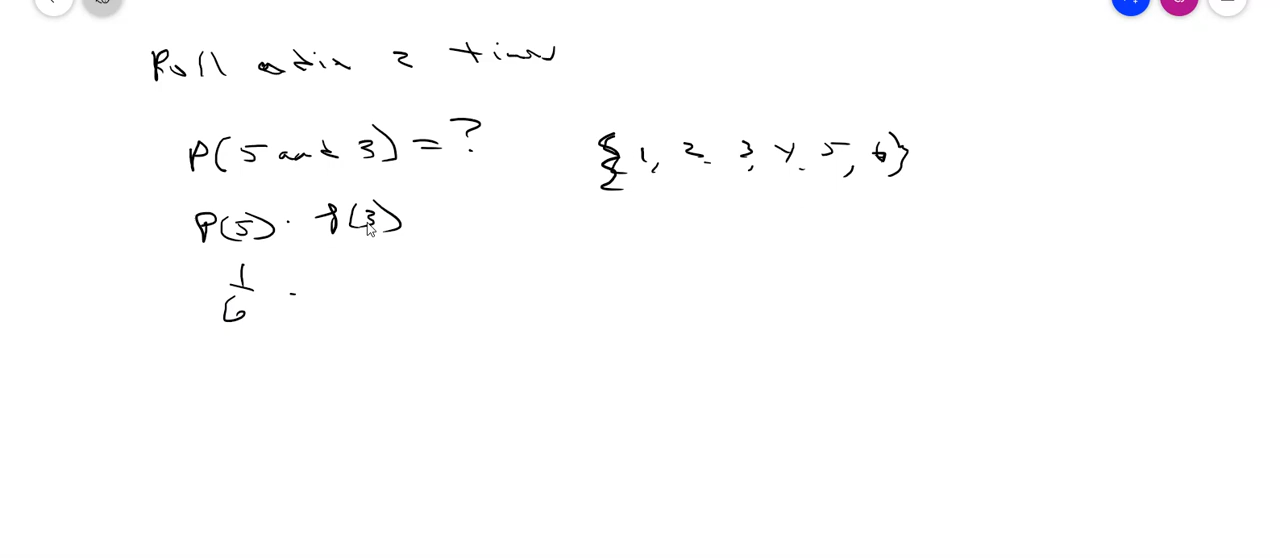 Roll a die 2 times
P(5 and 3) = ?
{1, 2, 3, 4, 5, 6}
P(5) · P(3)
1/6 ·